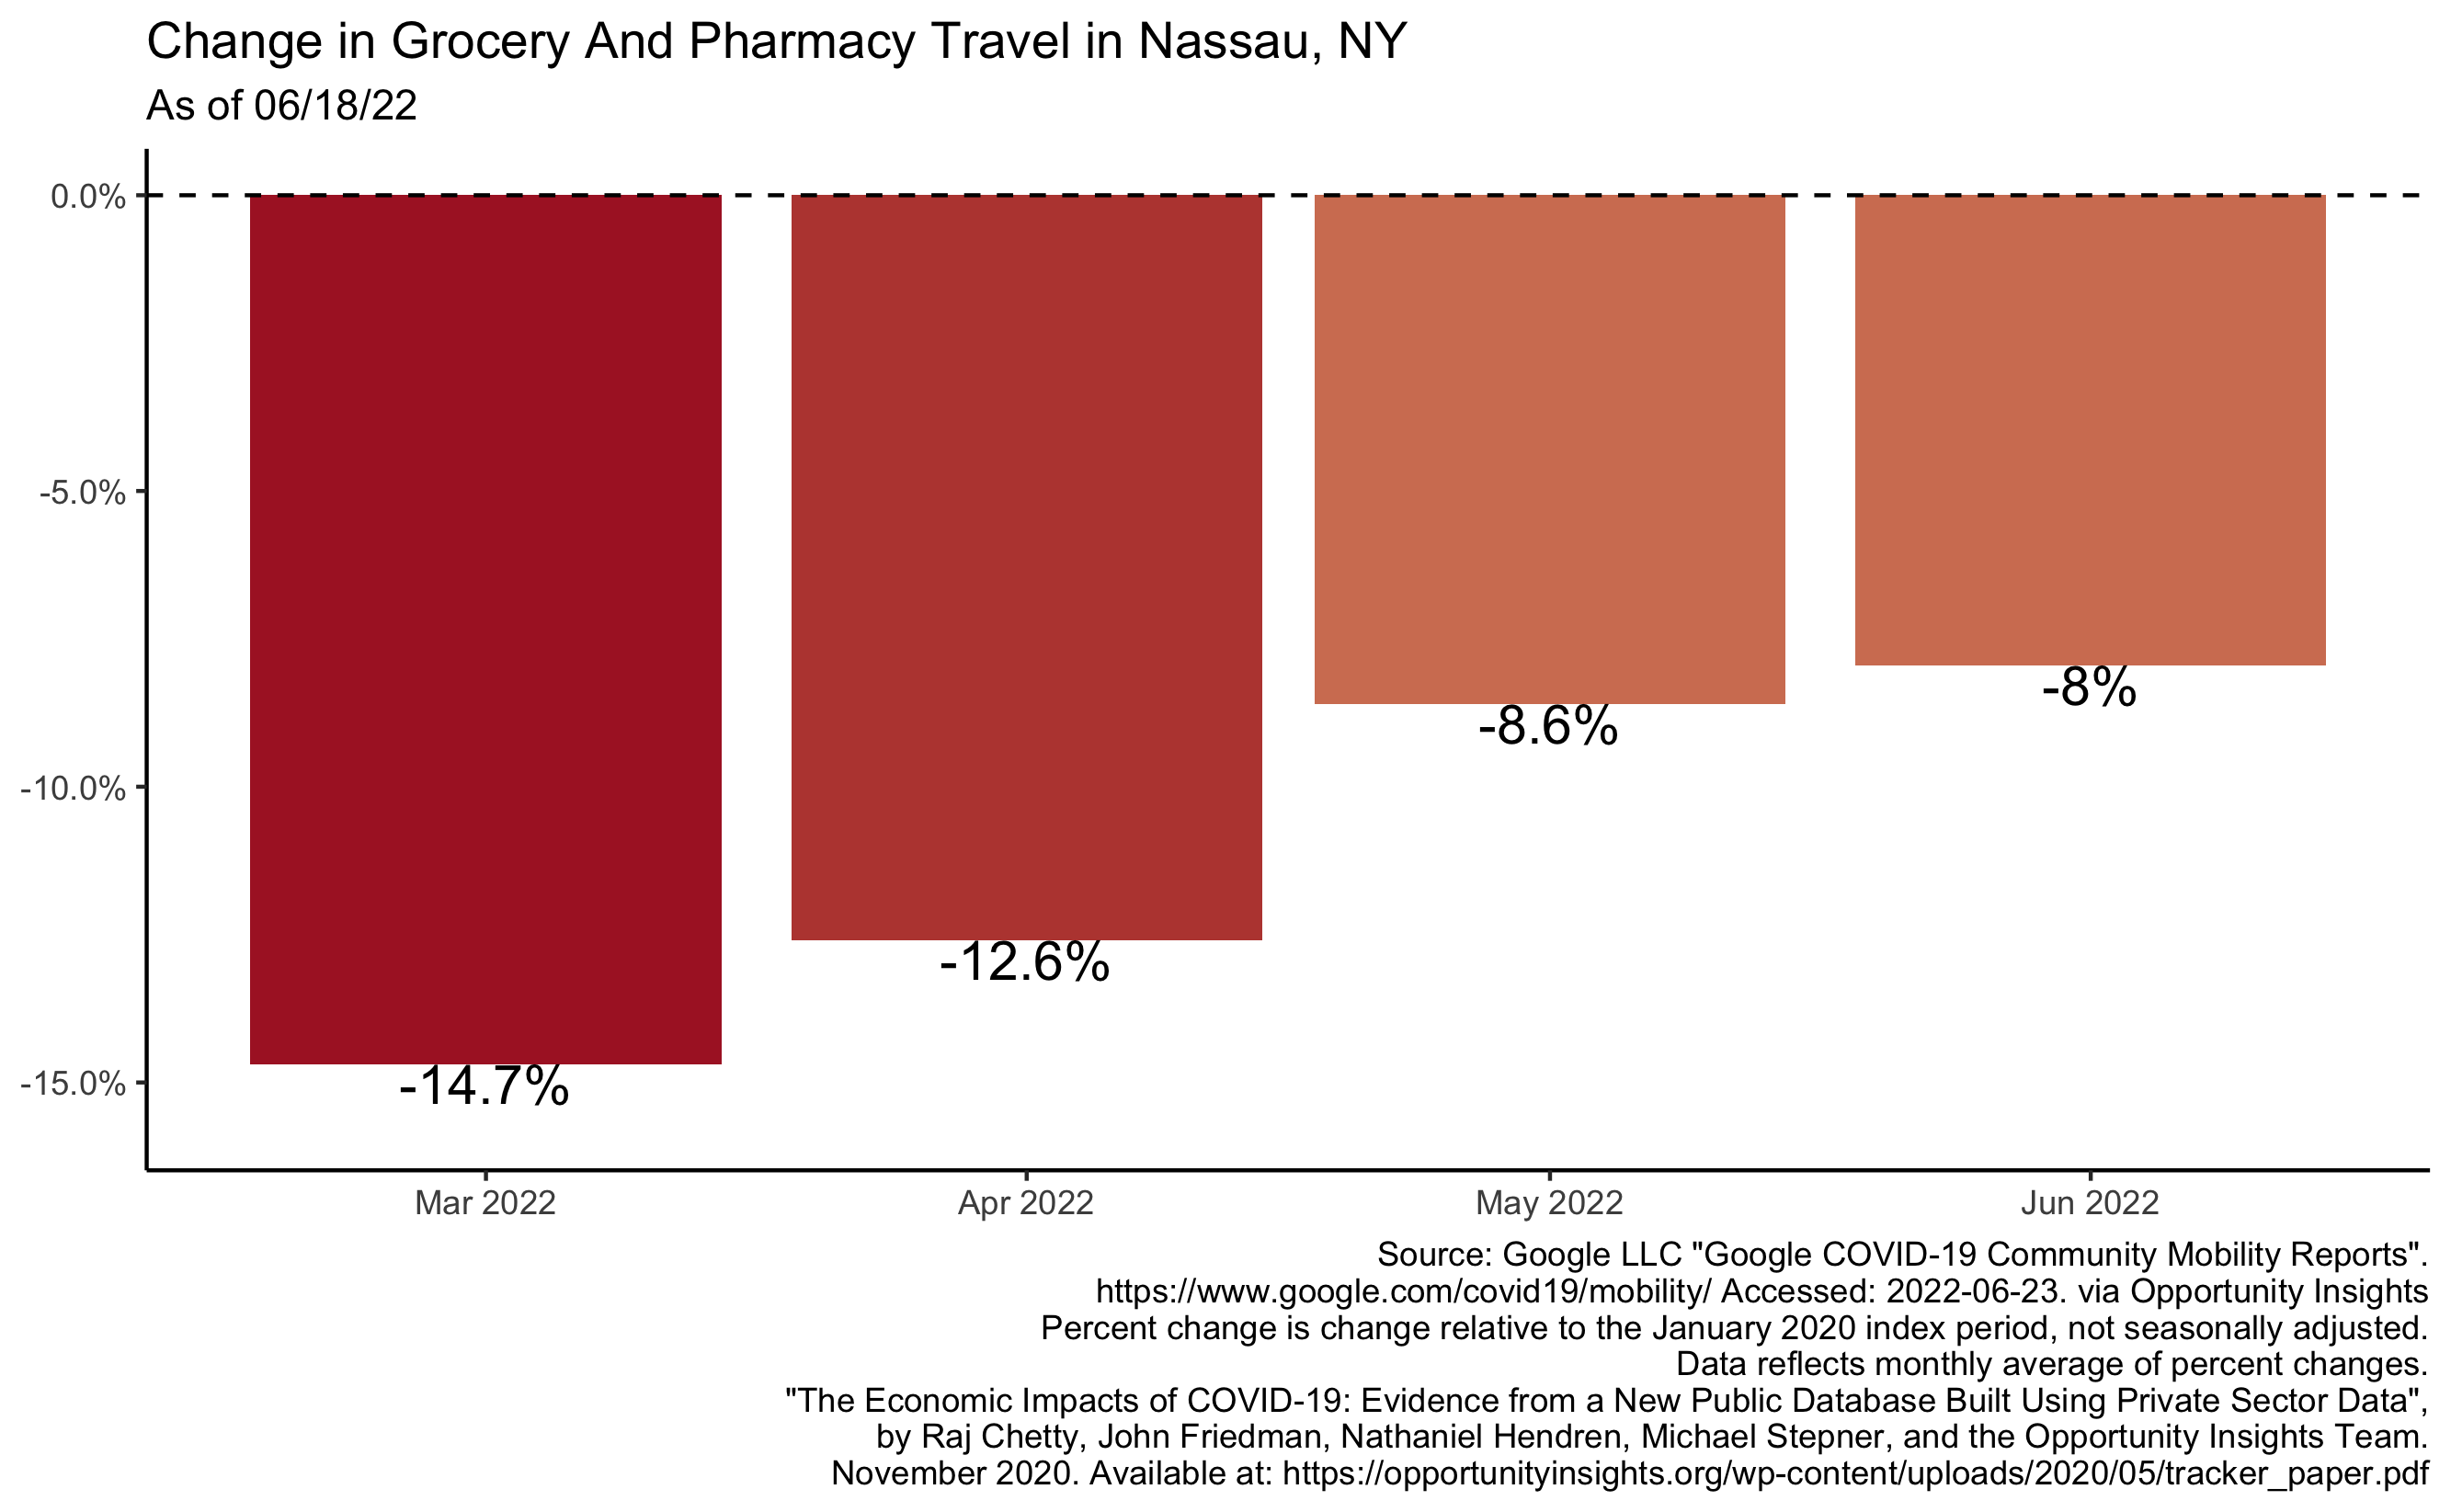 Change in Grocery And Pharmacy Travel in Nassau, NY
As of 06/18/22
0.0%
-5.0%
-10.0%
-15.0%
-14.7%
-12.6%
-8.6%
-8%
Mar 2022
Apr 2022
May 2022
Jun 2022
Source: Google LLC "Google COVID-19 Community Mobility Reports".
https://www.google.com/covid19/mobility/ Accessed: 2022-06-23. via Opportunity Insights
Percent change is change relative to the January 2020 index period, not seasonally adjusted.
Data reflects monthly average of percent changes.
"The Economic Impacts of COVID-19: Evidence from a New Public Database Built Using Private Sector Data",
by Raj Chetty, John Friedman, Nathaniel Hendren, Michael Stepner, and the Opportunity Insights Team.
November 2020. Available at: https://opportunityinsights.org/wp-content/uploads/2020/05/tracker_paper.pdf